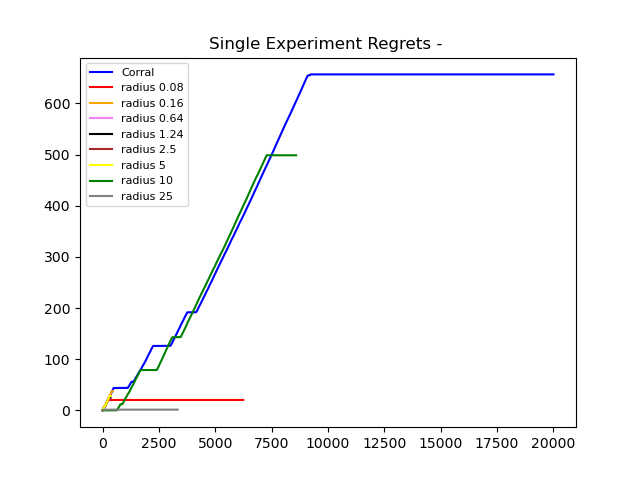 Single Experiment Regrets -
Corral
radius 0.08
radius 0.16
radius 0.64
radius 1.24
radius 2.5
radius 5
radius 10
radius 25
600
500
400
300
200
100
0
0 2500 5000 7500 10000 12500 15000 17500 20000